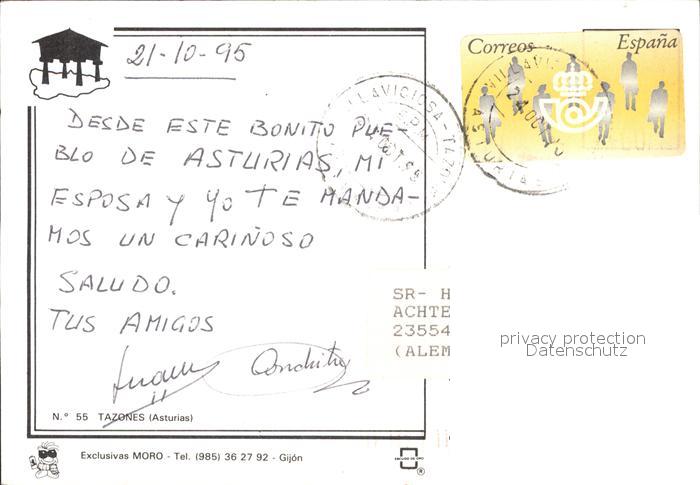 21-10-95
Correos España
DESDE ESTE BONITO PUE-
BLO DE ASTURIAS, MI
ESPOSA Y YO TE MANDA-
MOS UN CARIÑOSO
SALUDO.
TUS AMIGOS
SR- H
ACHTE
23554
(ALEM
privacy protection
Datenschutz
N.º 55 TAZONES (Asturias)
Exclusivas MORO - Tel. (985) 36 27 92 - Gijón
®